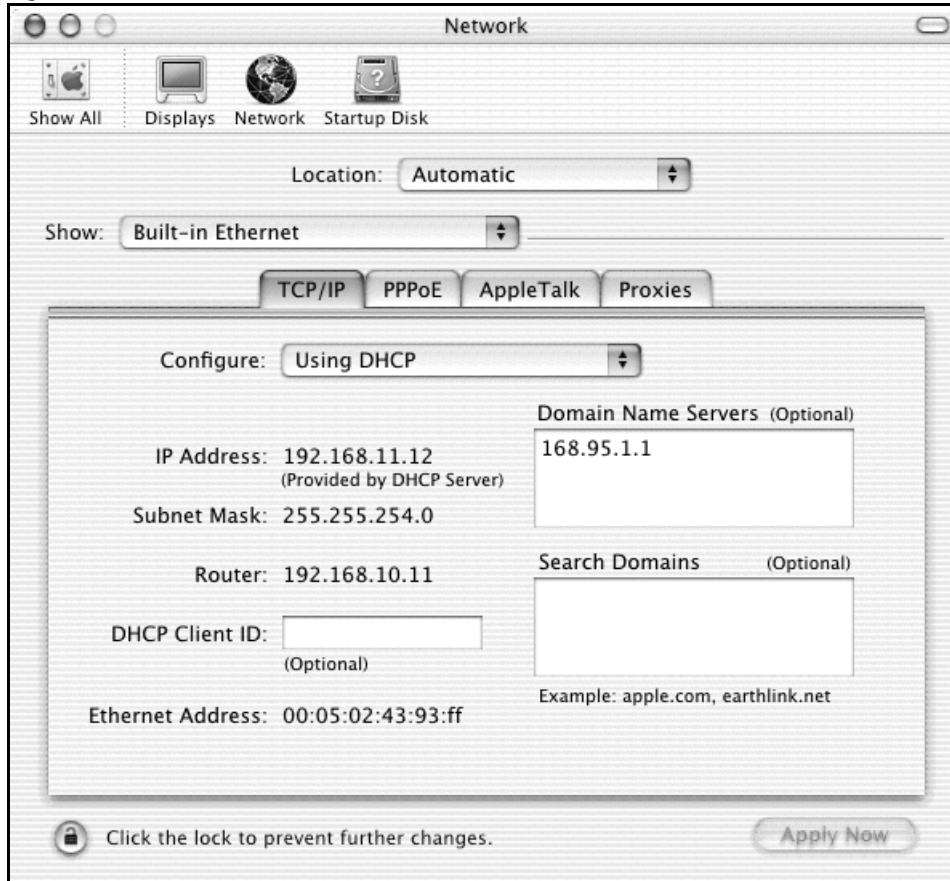 Network
Show All Displays Network Startup Disk
Location: Automatic
Show: Built-in Ethernet
TCP/IP PPPoE AppleTalk Proxies
Configure: Using DHCP
Domain Name Servers (Optional)
168.95.1.1
IP Address: 192.168.11.12
(Provided by DHCP Server)
Subnet Mask: 255.255.254.0
Router: 192.168.10.11
Search Domains (Optional)
DHCP Client ID:
(Optional)
Example: apple.com, earthlink.net
Ethernet Address: 00:05:02:43:93:ff
Click the lock to prevent further changes.
Apply Now